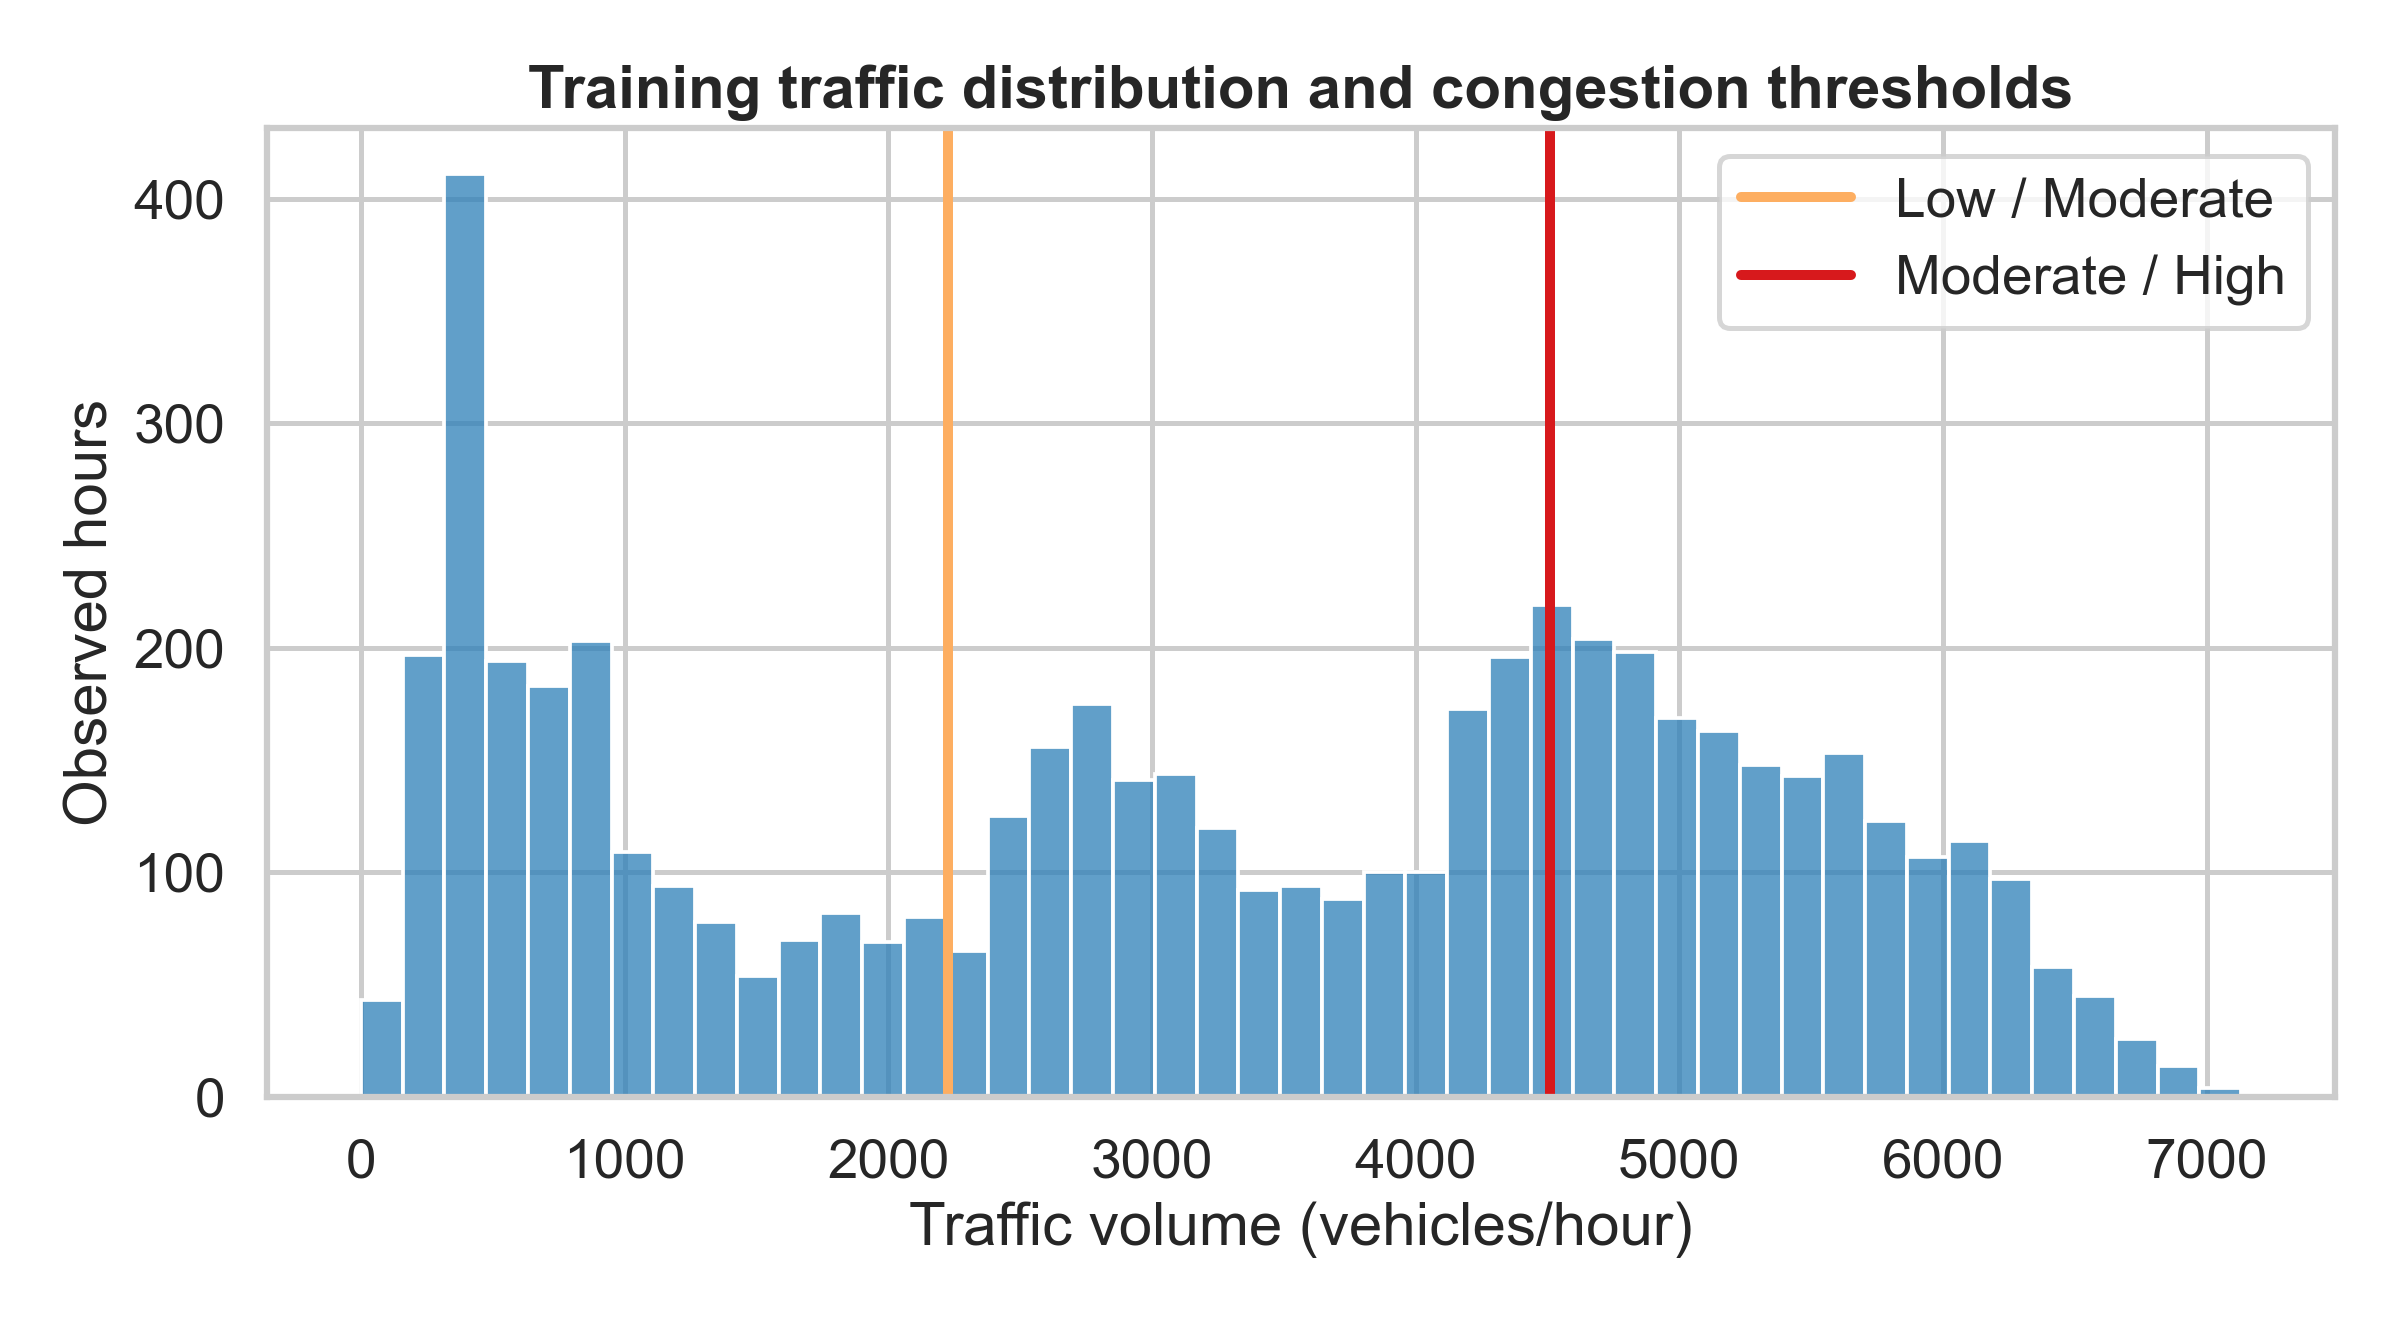 Training traffic distribution and congestion thresholds
Low / Moderate
Moderate / High
Observed hours
400
300
200
100
0
0 1000 2000 3000 4000 5000 6000 7000
Traffic volume (vehicles/hour)